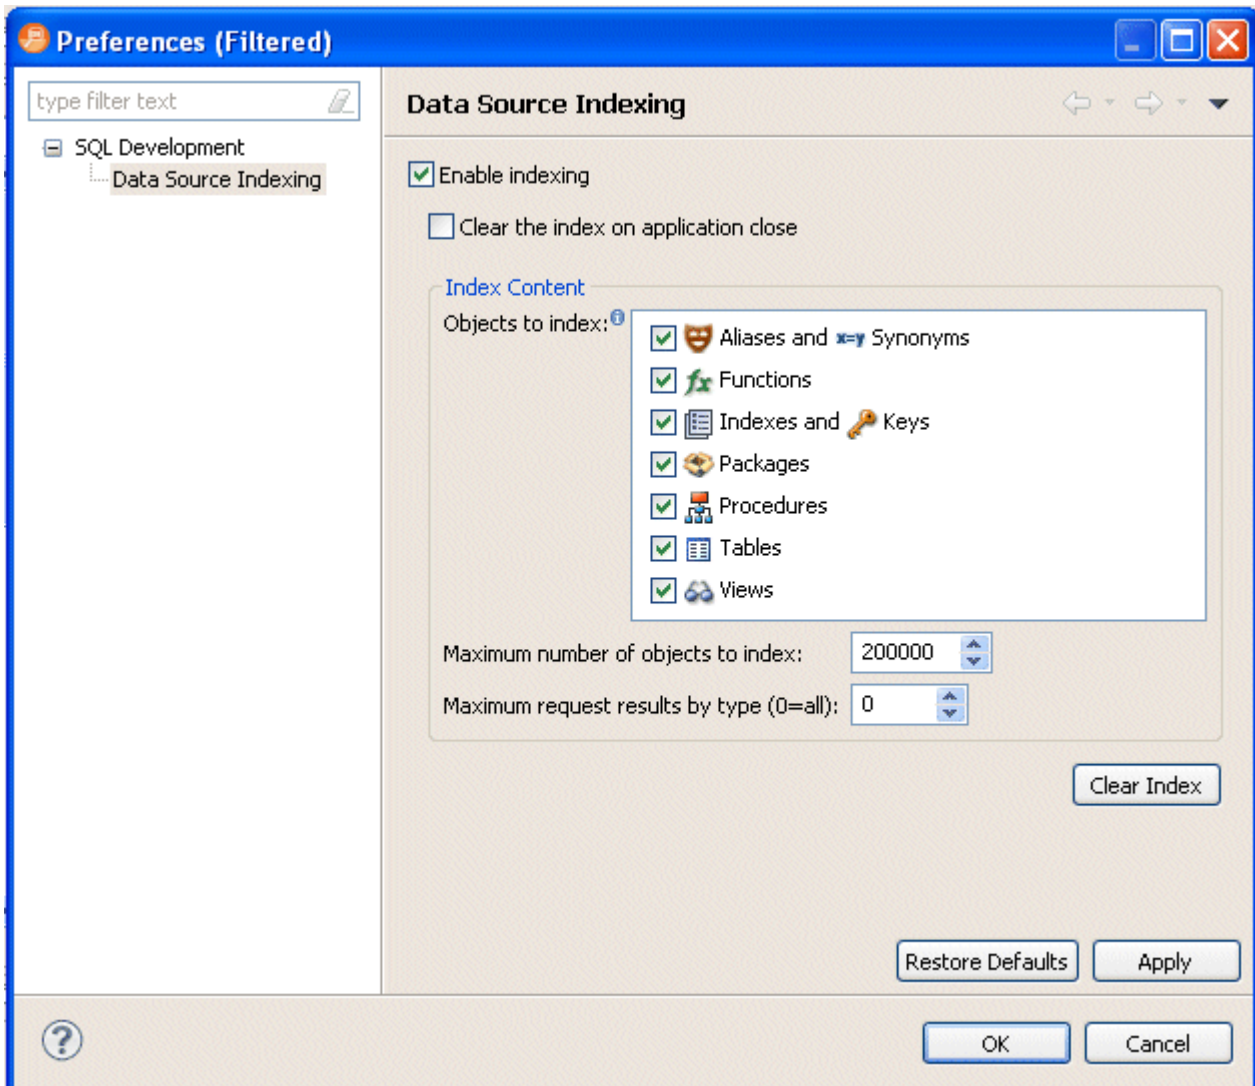 Preferences (Filtered)
type filter text
SQL Development
Data Source Indexing
Data Source Indexing
Enable indexing
Clear the index on application close
Index Content
Objects to index:
Aliases and x=y Synonyms
fx Functions
Indexes and Keys
Packages
Procedures
Tables
Views
Maximum number of objects to index: 200000
Maximum request results by type (0=all): 0
Clear Index
Restore Defaults Apply
? OK Cancel